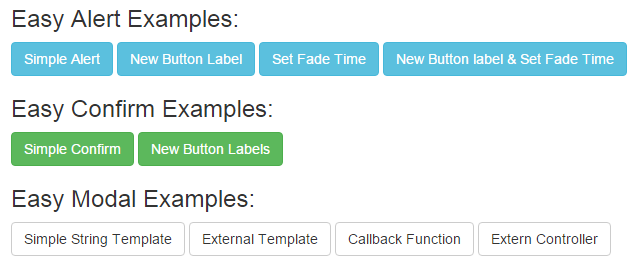 Easy Alert Examples:
Simple Alert New Button Label Set Fade Time New Button label & Set Fade Time
Easy Confirm Examples:
Simple Confirm New Button Labels
Easy Modal Examples:
Simple String Template External Template Callback Function Extern Controller